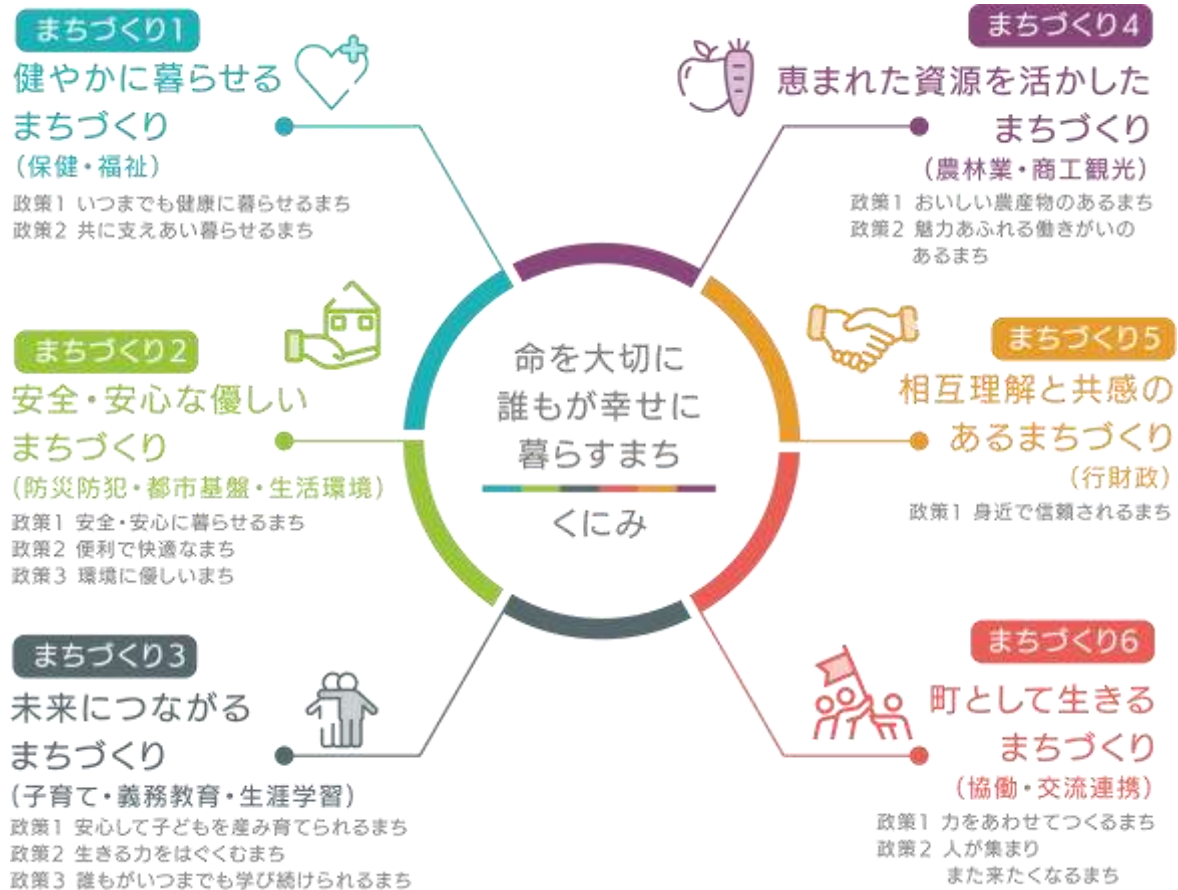 まちづくり1
健やかに暮らせる
まちづくり
(保健・福祉)
政策1 いつまでも健康に暮らせるまち
政策2 共に支えあい暮らせるまち
まちづくり2
安全・安心な優しい
まちづくり
(防災防犯・都市基盤・生活環境)
政策1 安全・安心に暮らせるまち
政策2 便利で快適なまち
政策3 環境に優しいまち
まちづくり3
未来につながる
まちづくり
(子育て・義務教育・生涯学習)
政策1 安心して子どもを産み育てられるまち
政策2 生きる力をはぐくむまち
政策3 誰もがいつまでも学び続けられるまち
命を大切に
誰もが幸せに
暮らすまち
くにみ
まちづくり4
恵まれた資源を活かした
まちづくり
(農林業・商工観光)
政策1 おいしい農産物のあるまち
政策2 魅力あふれる働きがいの
あるまち
まちづくり5
相互理解と共感の
あるまちづくり
(行財政)
政策1 身近で信頼されるまち
まちづくり6
町として生きる
まちづくり
(協働・交流連携)
政策1 力をあわせてつくるまち
政策2 人が集まり
また来たくなるまち